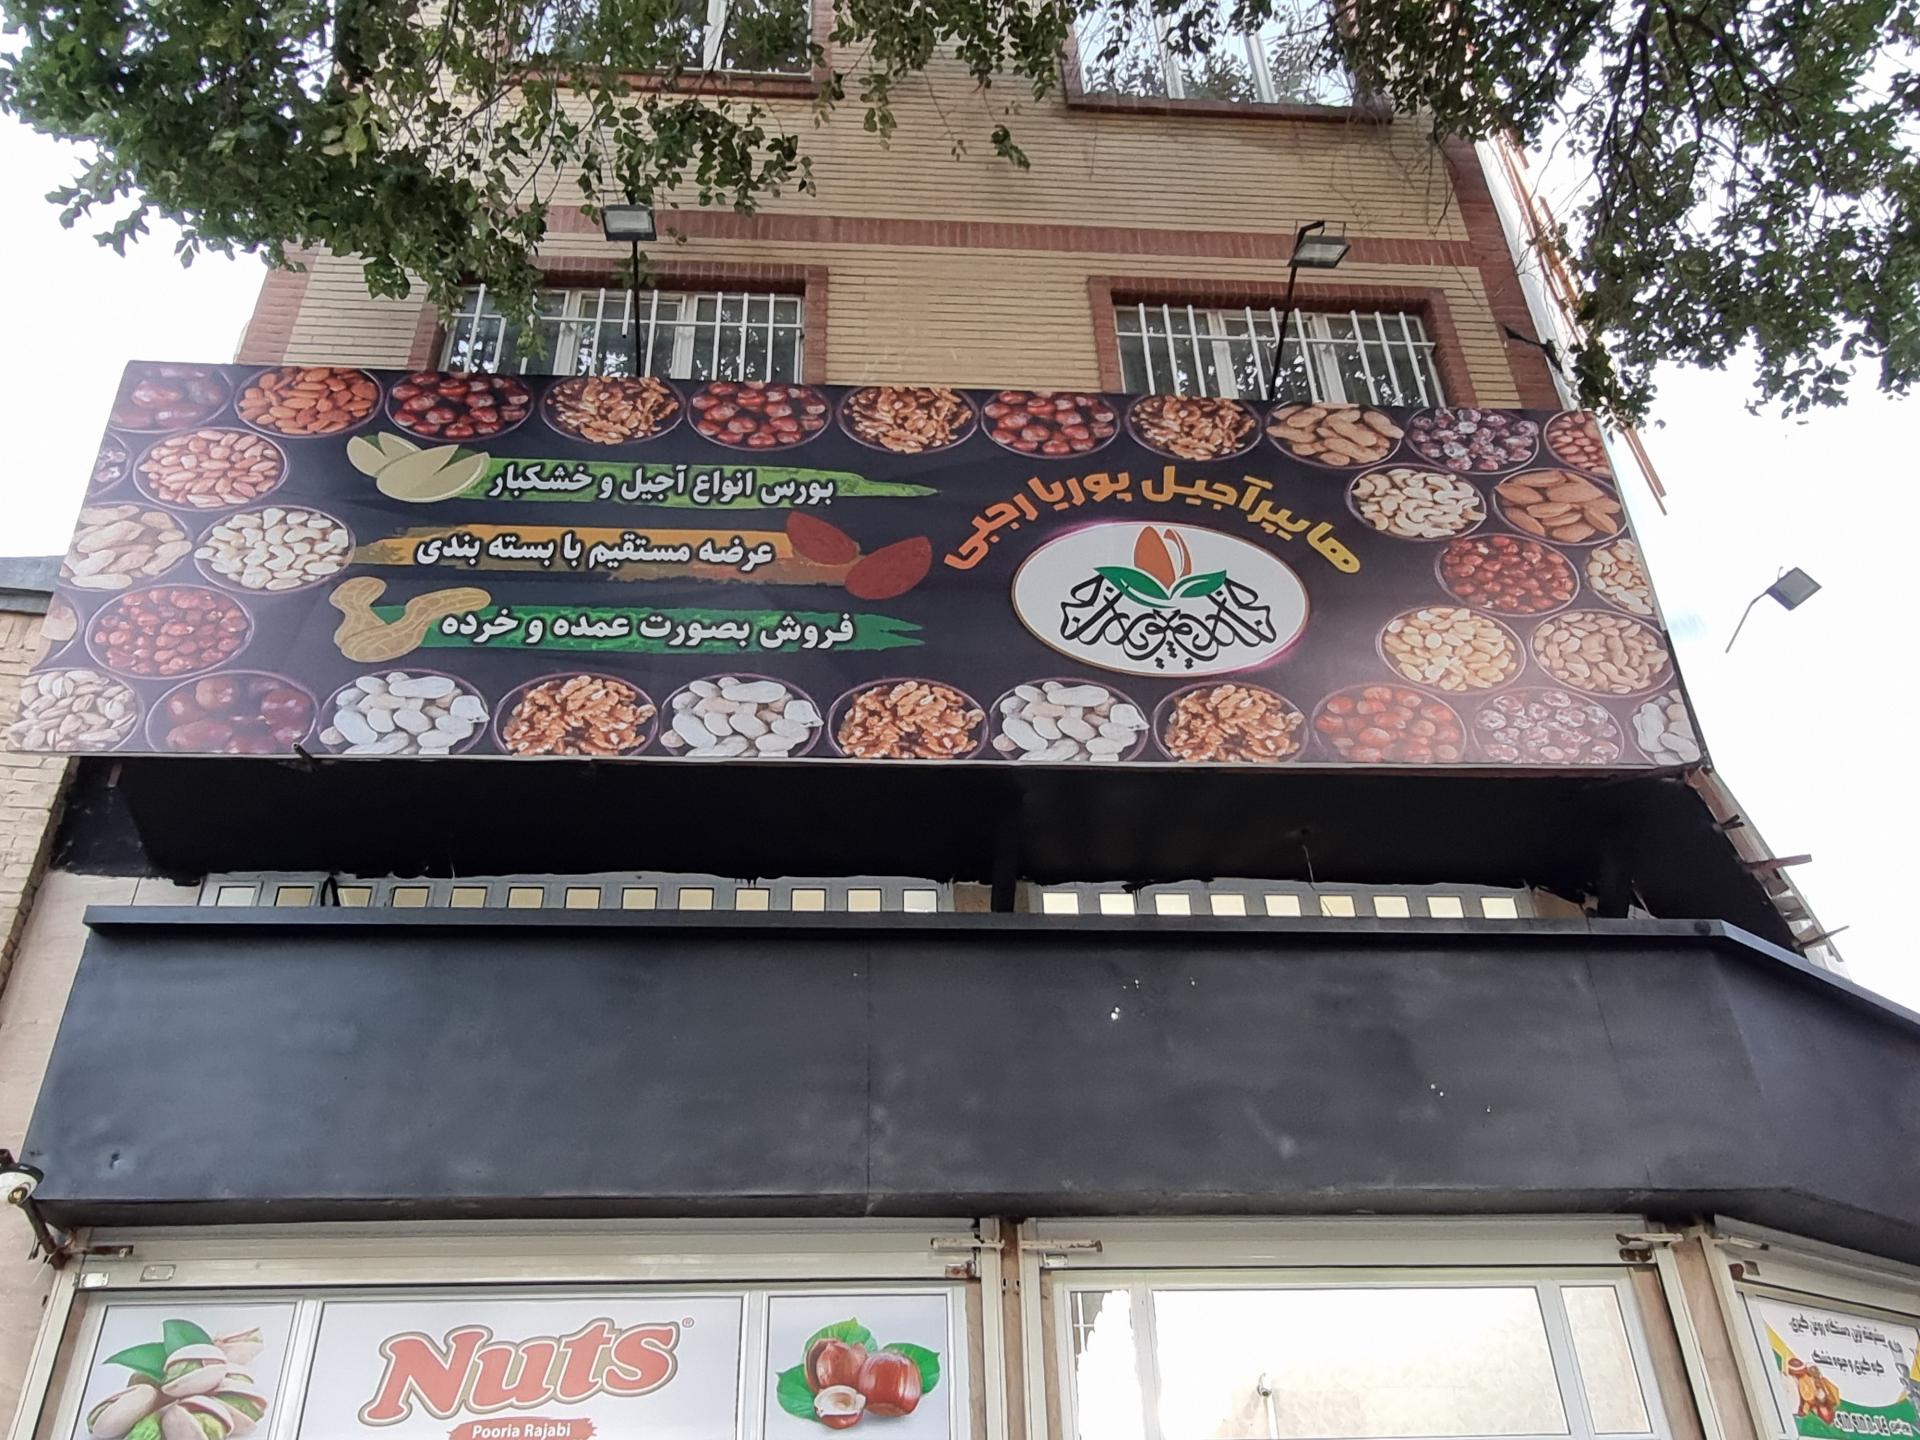 هایپرآجیل پوریا رجبی
بورس انواع آجیل و خشکبار
عرضه مستقیم با بسته بندی
فروش بصورت عمده و خرده
Nuts®
Pooria Rajabi